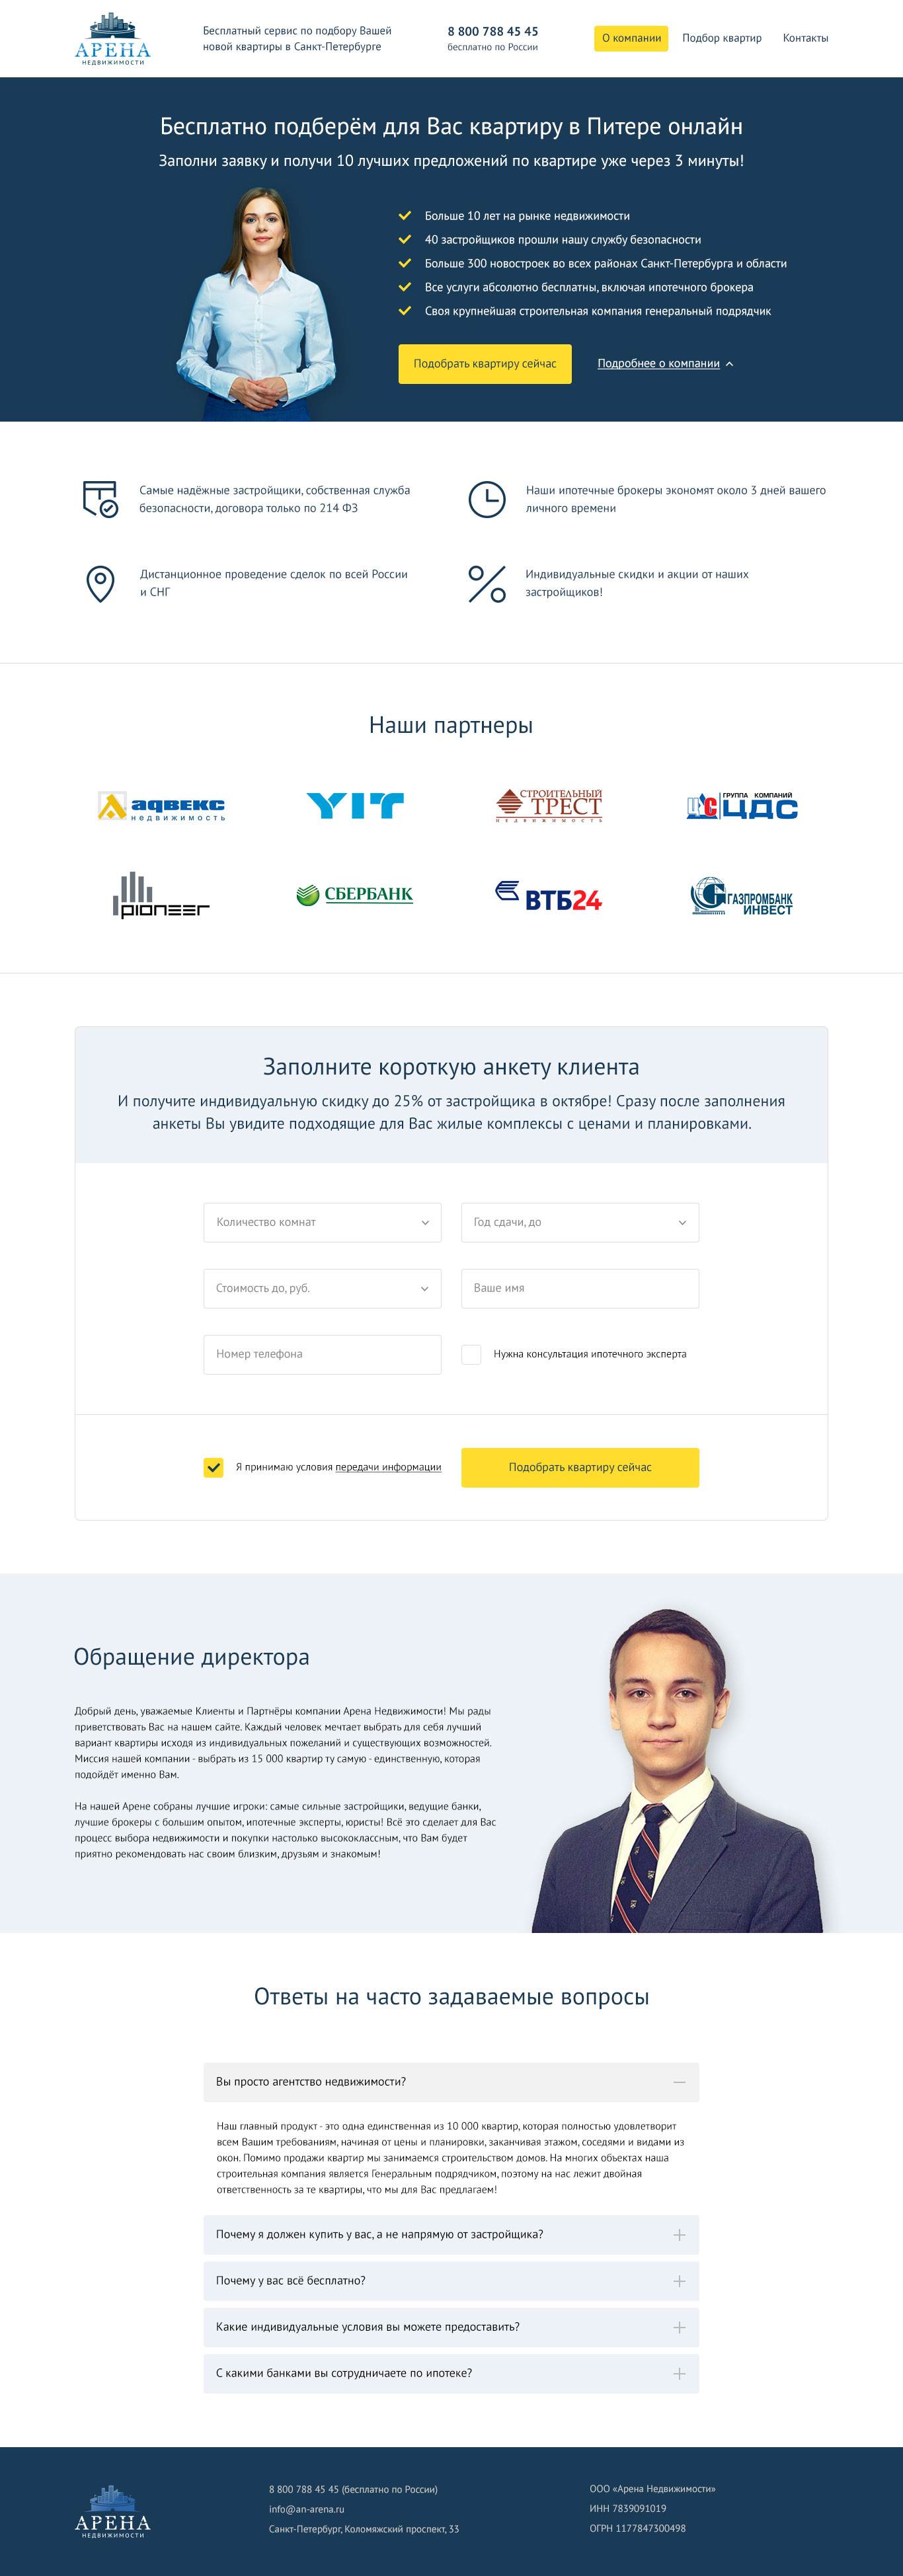 АРЕНА
НЕДВИЖИМОСТИ
Бесплатный сервис по подбору Вашей
новой квартиры в Санкт-Петербурге
8 800 788 45 45
бесплатно по России
О компании
Подбор квартир
Контакты
Бесплатно подберём для Вас квартиру в Питере онлайн
Заполни заявку и получи 10 лучших предложений по квартире уже через 3 минуты!
Больше 10 лет на рынке недвижимости
40 застройщиков прошли нашу службу безопасности
Больше 300 новостроек во всех районах Санкт-Петербурга и области
Все услуги абсолютно бесплатны, включая ипотечного брокера
Своя крупнейшая строительная компания генеральный подрядчик
Подобрать квартиру сейчас
Подробнее о компании
Самые надёжные застройщики, собственная служба
безопасности, договора только по 214 ФЗ
Наши ипотечные брокеры экономят около 3 дней вашего
личного времени
Дистанционное проведение сделок по всей России
и СНГ
Индивидуальные скидки и акции от наших
застройщиков!
Наши партнеры
адвекс
недвижимость
YIT
СТРОИТЕЛЬНЫЙ
ТРЕСТ
НЕДВИЖИМОСТЬ
ЦДС
ГРУППА КОМПАНИЙ
ЦДС
pioneer
СБЕРБАНК
ВТБ24
ГАЗПРОМБАНК
ИНВЕСТ
Заполните короткую анкету клиента
И получите индивидуальную скидку до 25% от застройщика в октябре! Сразу после заполнения
анкеты Вы увидите подходящие для Вас жилые комплексы с ценами и планировками.
Количество комнат
Год сдачи, до
Стоимость до, руб.
Ваше имя
Номер телефона
Нужна консультация ипотечного эксперта
Я принимаю условия передачи информации
Подобрать квартиру сейчас
Обращение директора
Добрый день, уважаемые Клиенты и Партнёры компании Арена Недвижимости! Мы рады
приветствовать Вас на нашем сайте. Каждый человек мечтает выбрать для себя лучший
вариант квартиры исходя из индивидуальных пожеланий и существующих возможностей.
Миссия нашей компании - выбрать из 15 000 квартир ту самую - единственную, которая
подойдёт именно Вам.
На нашей Арене собраны лучшие игроки: самые сильные застройщики, ведущие банки,
лучшие брокеры с большим опытом, ипотечные эксперты, юристы! Всё это сделает для Вас
процесс выбора недвижимости и покупки настолько высококлассным, что Вам будет
приятно рекомендовать нас своим близким, друзьям и знакомым!
Ответы на часто задаваемые вопросы
Вы просто агентство недвижимости?
Наш главный продукт - это одна единственная из 10 000 квартир, которая полностью удовлетворит
всем Вашим требованиям, начиная от цены и планировки, заканчивая этажом, соседями и видами из
окон. Помимо продажи квартир мы занимаемся строительством домов. На многих объектах наша
строительная компания является Генеральным подрядчиком, поэтому на нас лежит двойная
ответственность за те квартиры, что мы для Вас предлагаем!
Почему я должен купить у вас, а не напрямую от застройщика?
Почему у вас всё бесплатно?
Какие индивидуальные условия вы можете предоставить?
С какими банками вы сотрудничаете по ипотеке?
АРЕНА
НЕДВИЖИМОСТИ
8 800 788 45 45 (бесплатно по России)
info@an-arena.ru
Санкт-Петербург, Коломяжский проспект, 33
ООО «Арена Недвижимости»
ИНН 7839091019
ОГРН 1177847300498